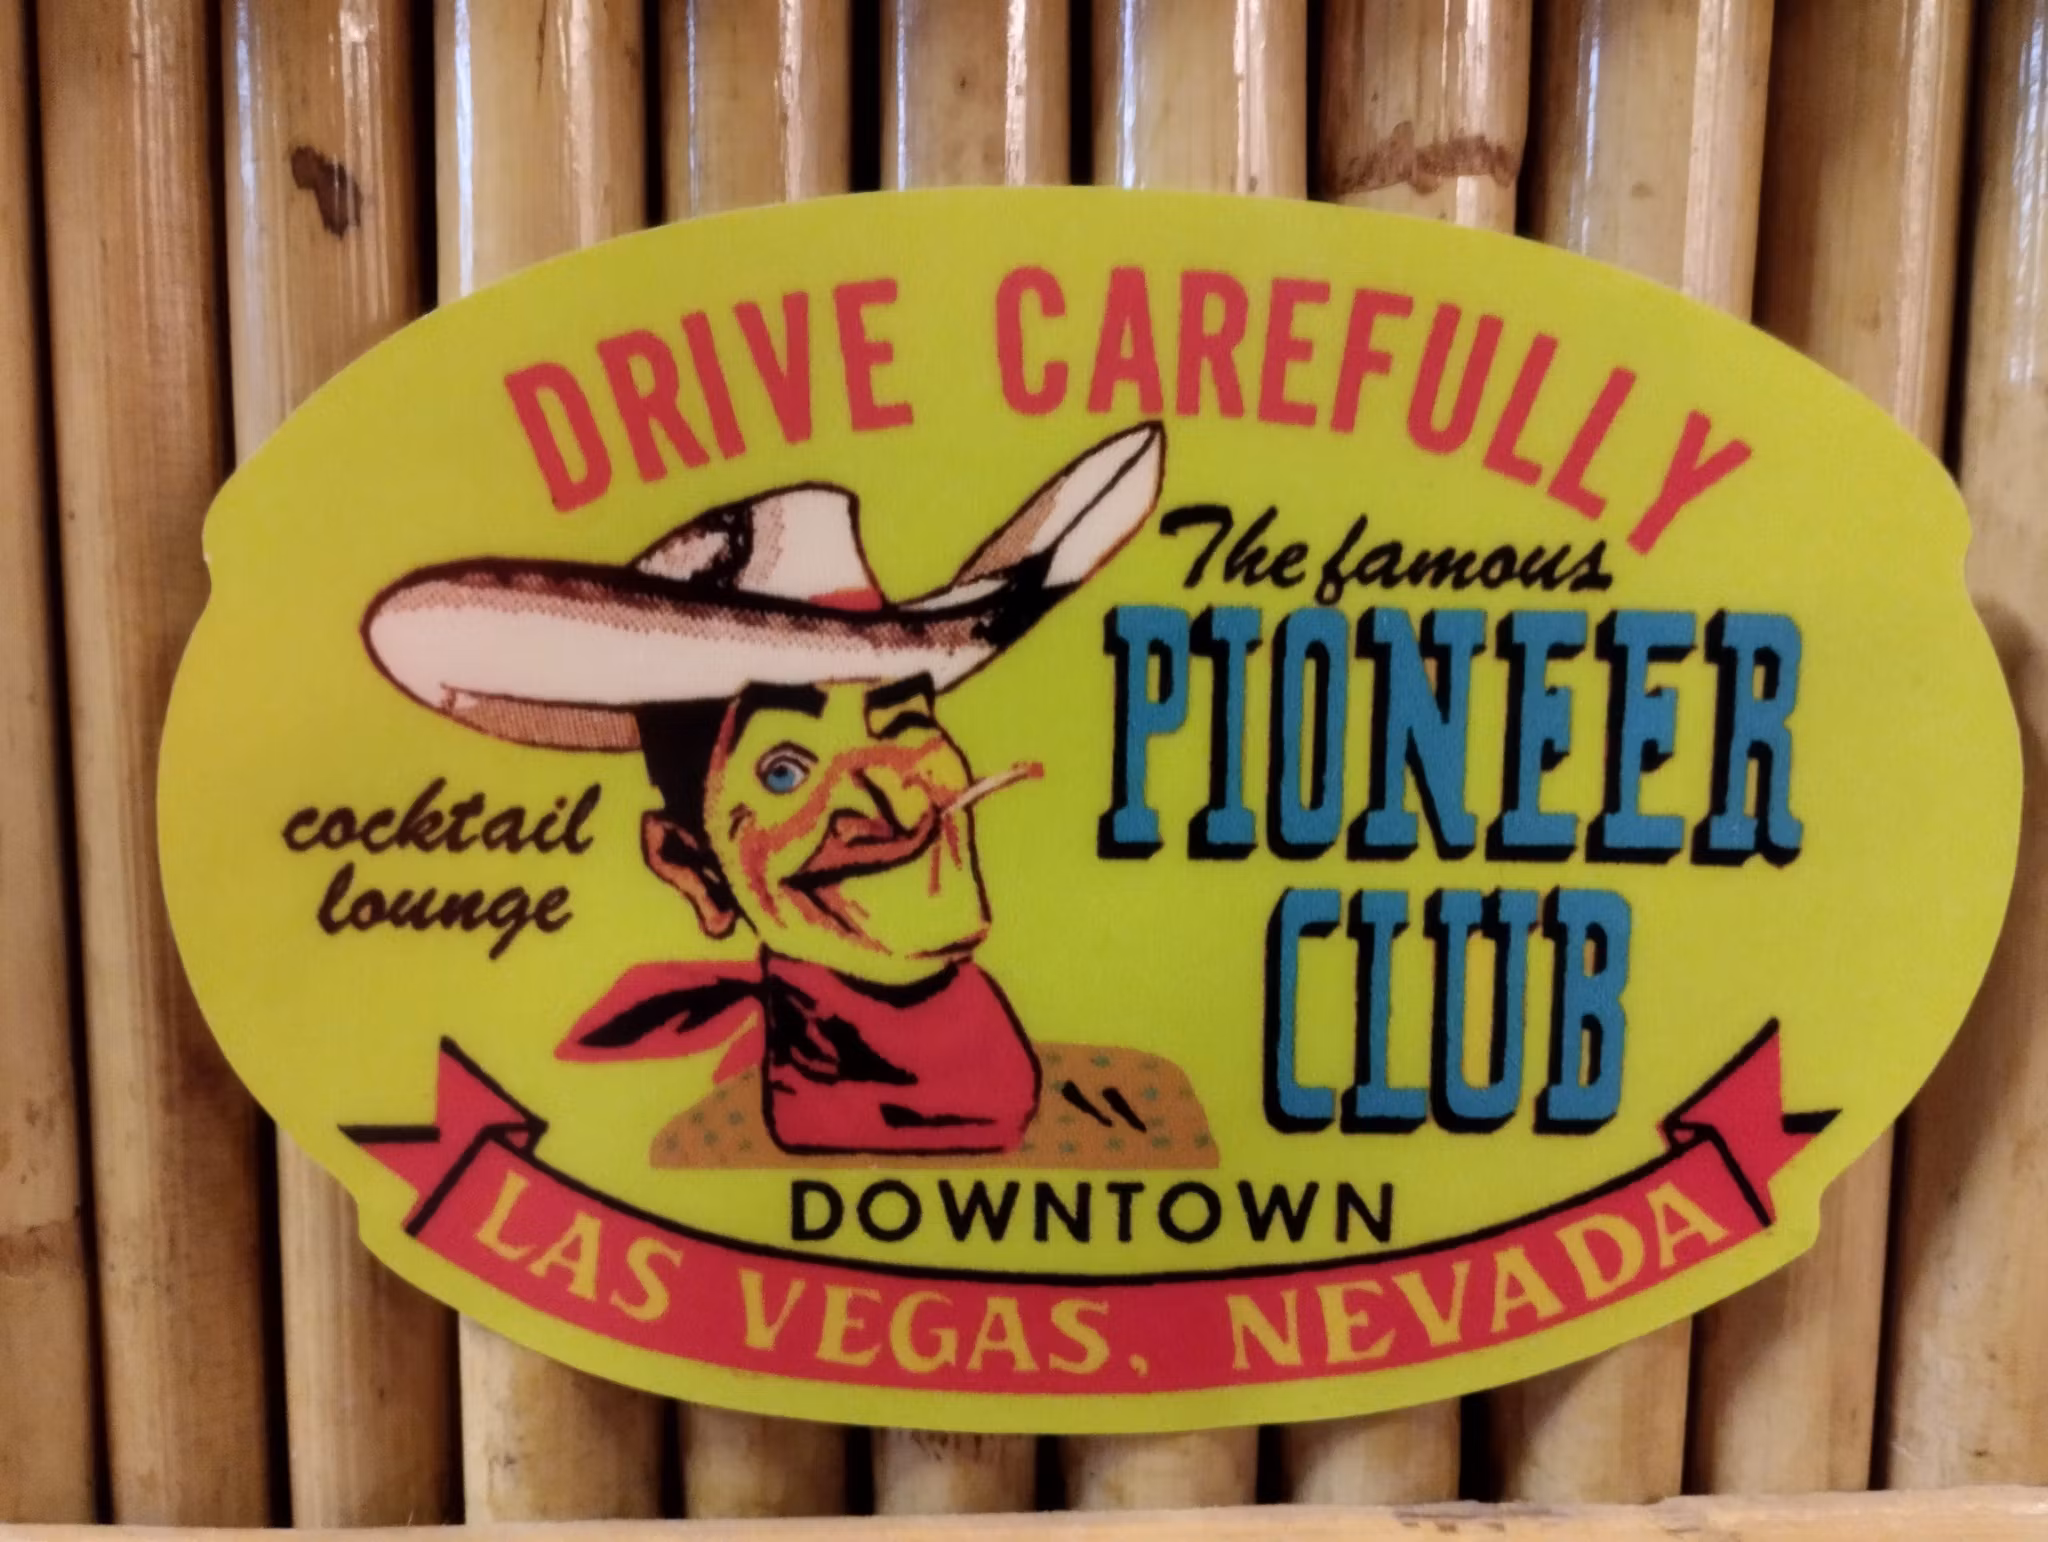 DRIVE CAREFULLY
The famous
PIONEER
CLUB
cocktail
lounge
DOWNTOWN
LAS VEGAS, NEVADA